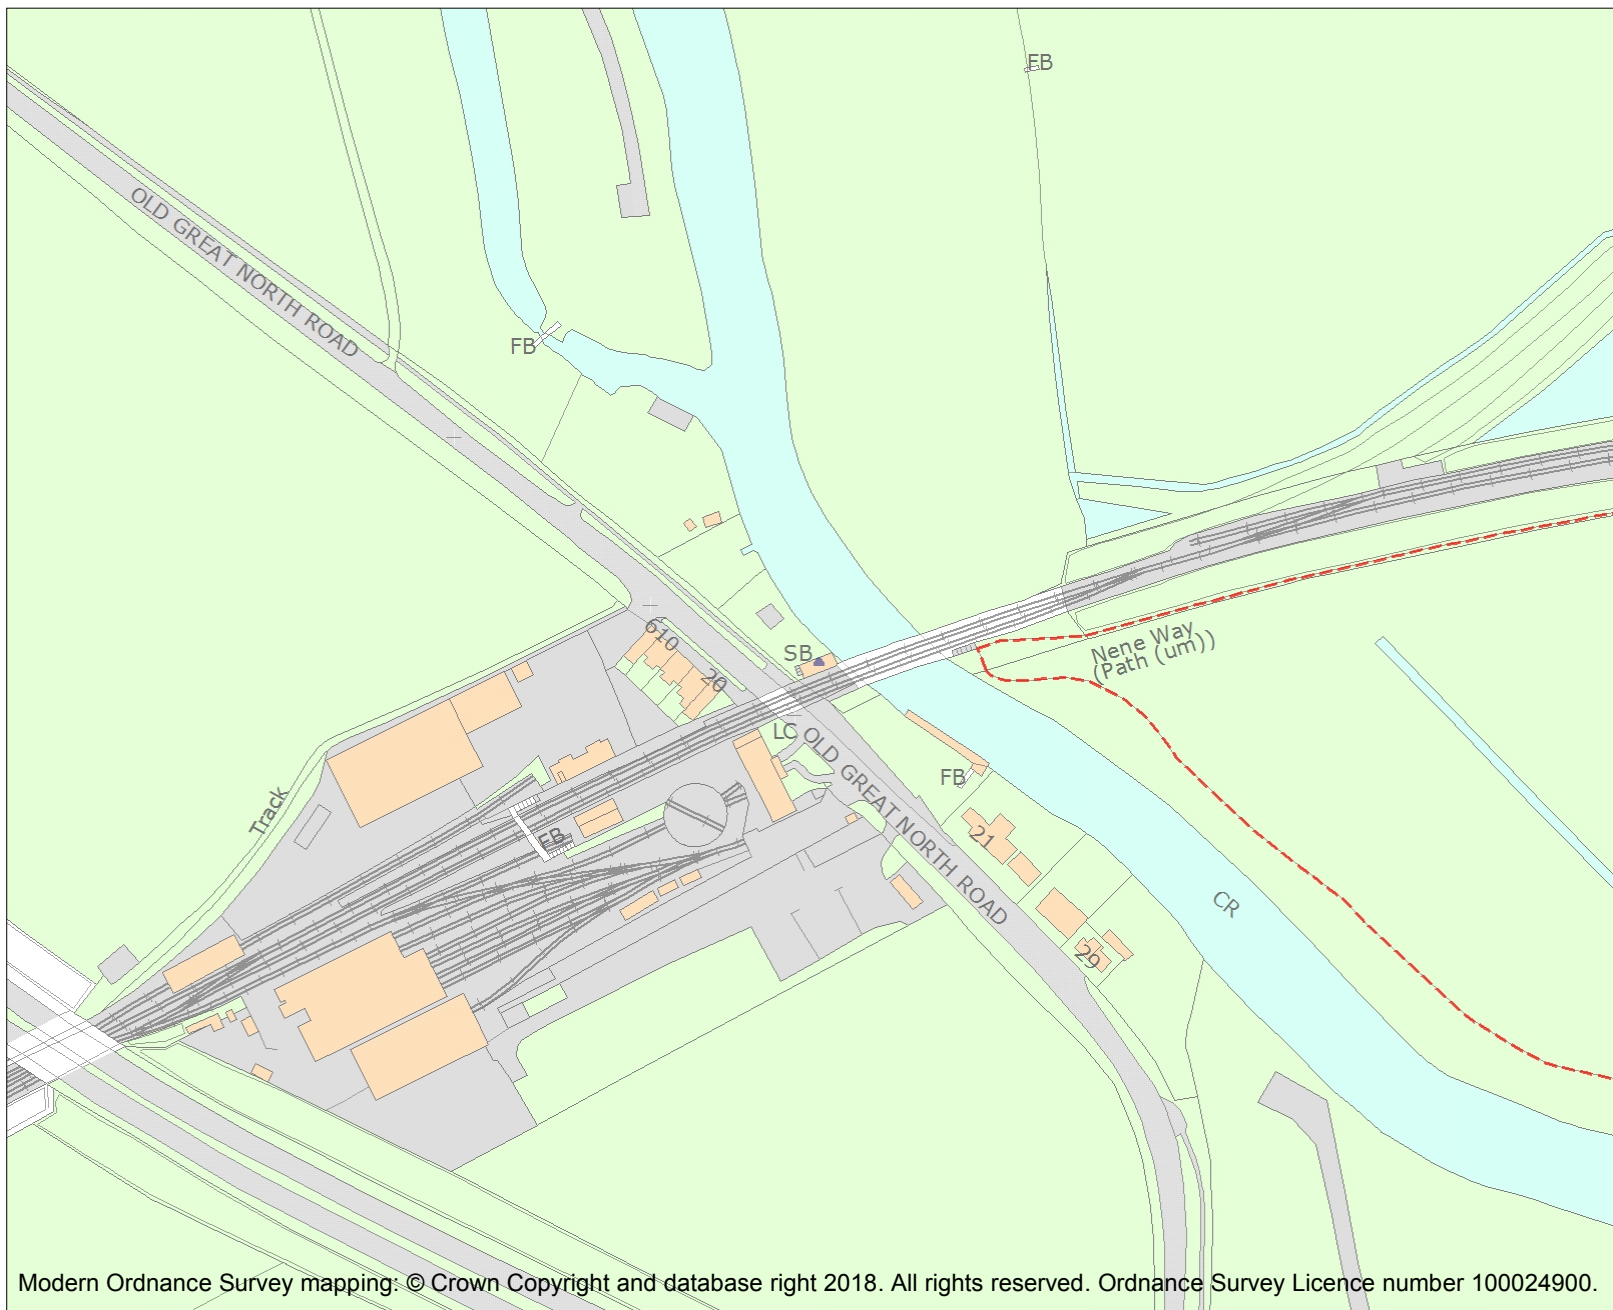 FB
OLD GREAT NORTH ROAD
FB
610
20
SB
Nene Way
(Path (um))
LC
OLD GREAT NORTH ROAD
FB
Track
FB
21
CR
29
Modern Ordnance Survey mapping: © Crown Copyright and database right 2018. All rights reserved. Ordnance Survey Licence number 100024900.